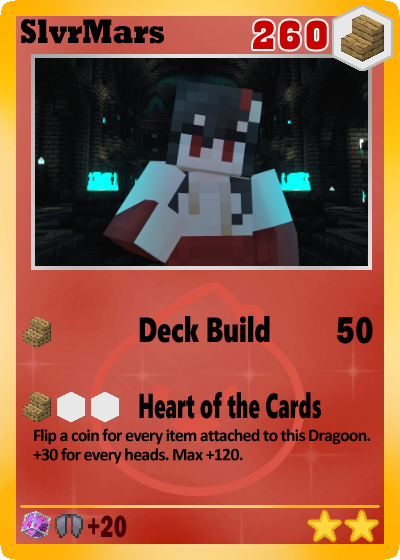 SlvrMars 260
Deck Build 50
Heart of the Cards
Flip a coin for every item attached to this Dragoon.
+30 for every heads. Max +120.
+20